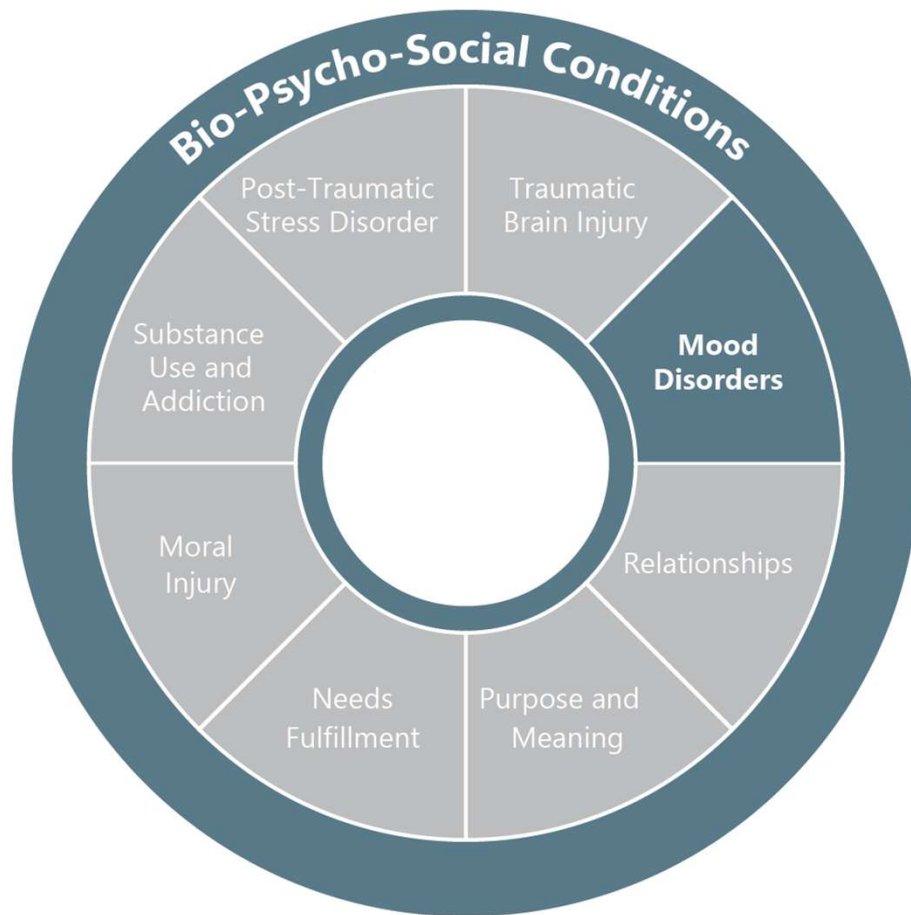 Bio-Psycho-Social Conditions
Post-Traumatic
Stress Disorder
Traumatic
Brain Injury
Mood
Disorders
Relationships
Purpose and
Meaning
Needs
Fulfillment
Moral
Injury
Substance
Use and
Addiction